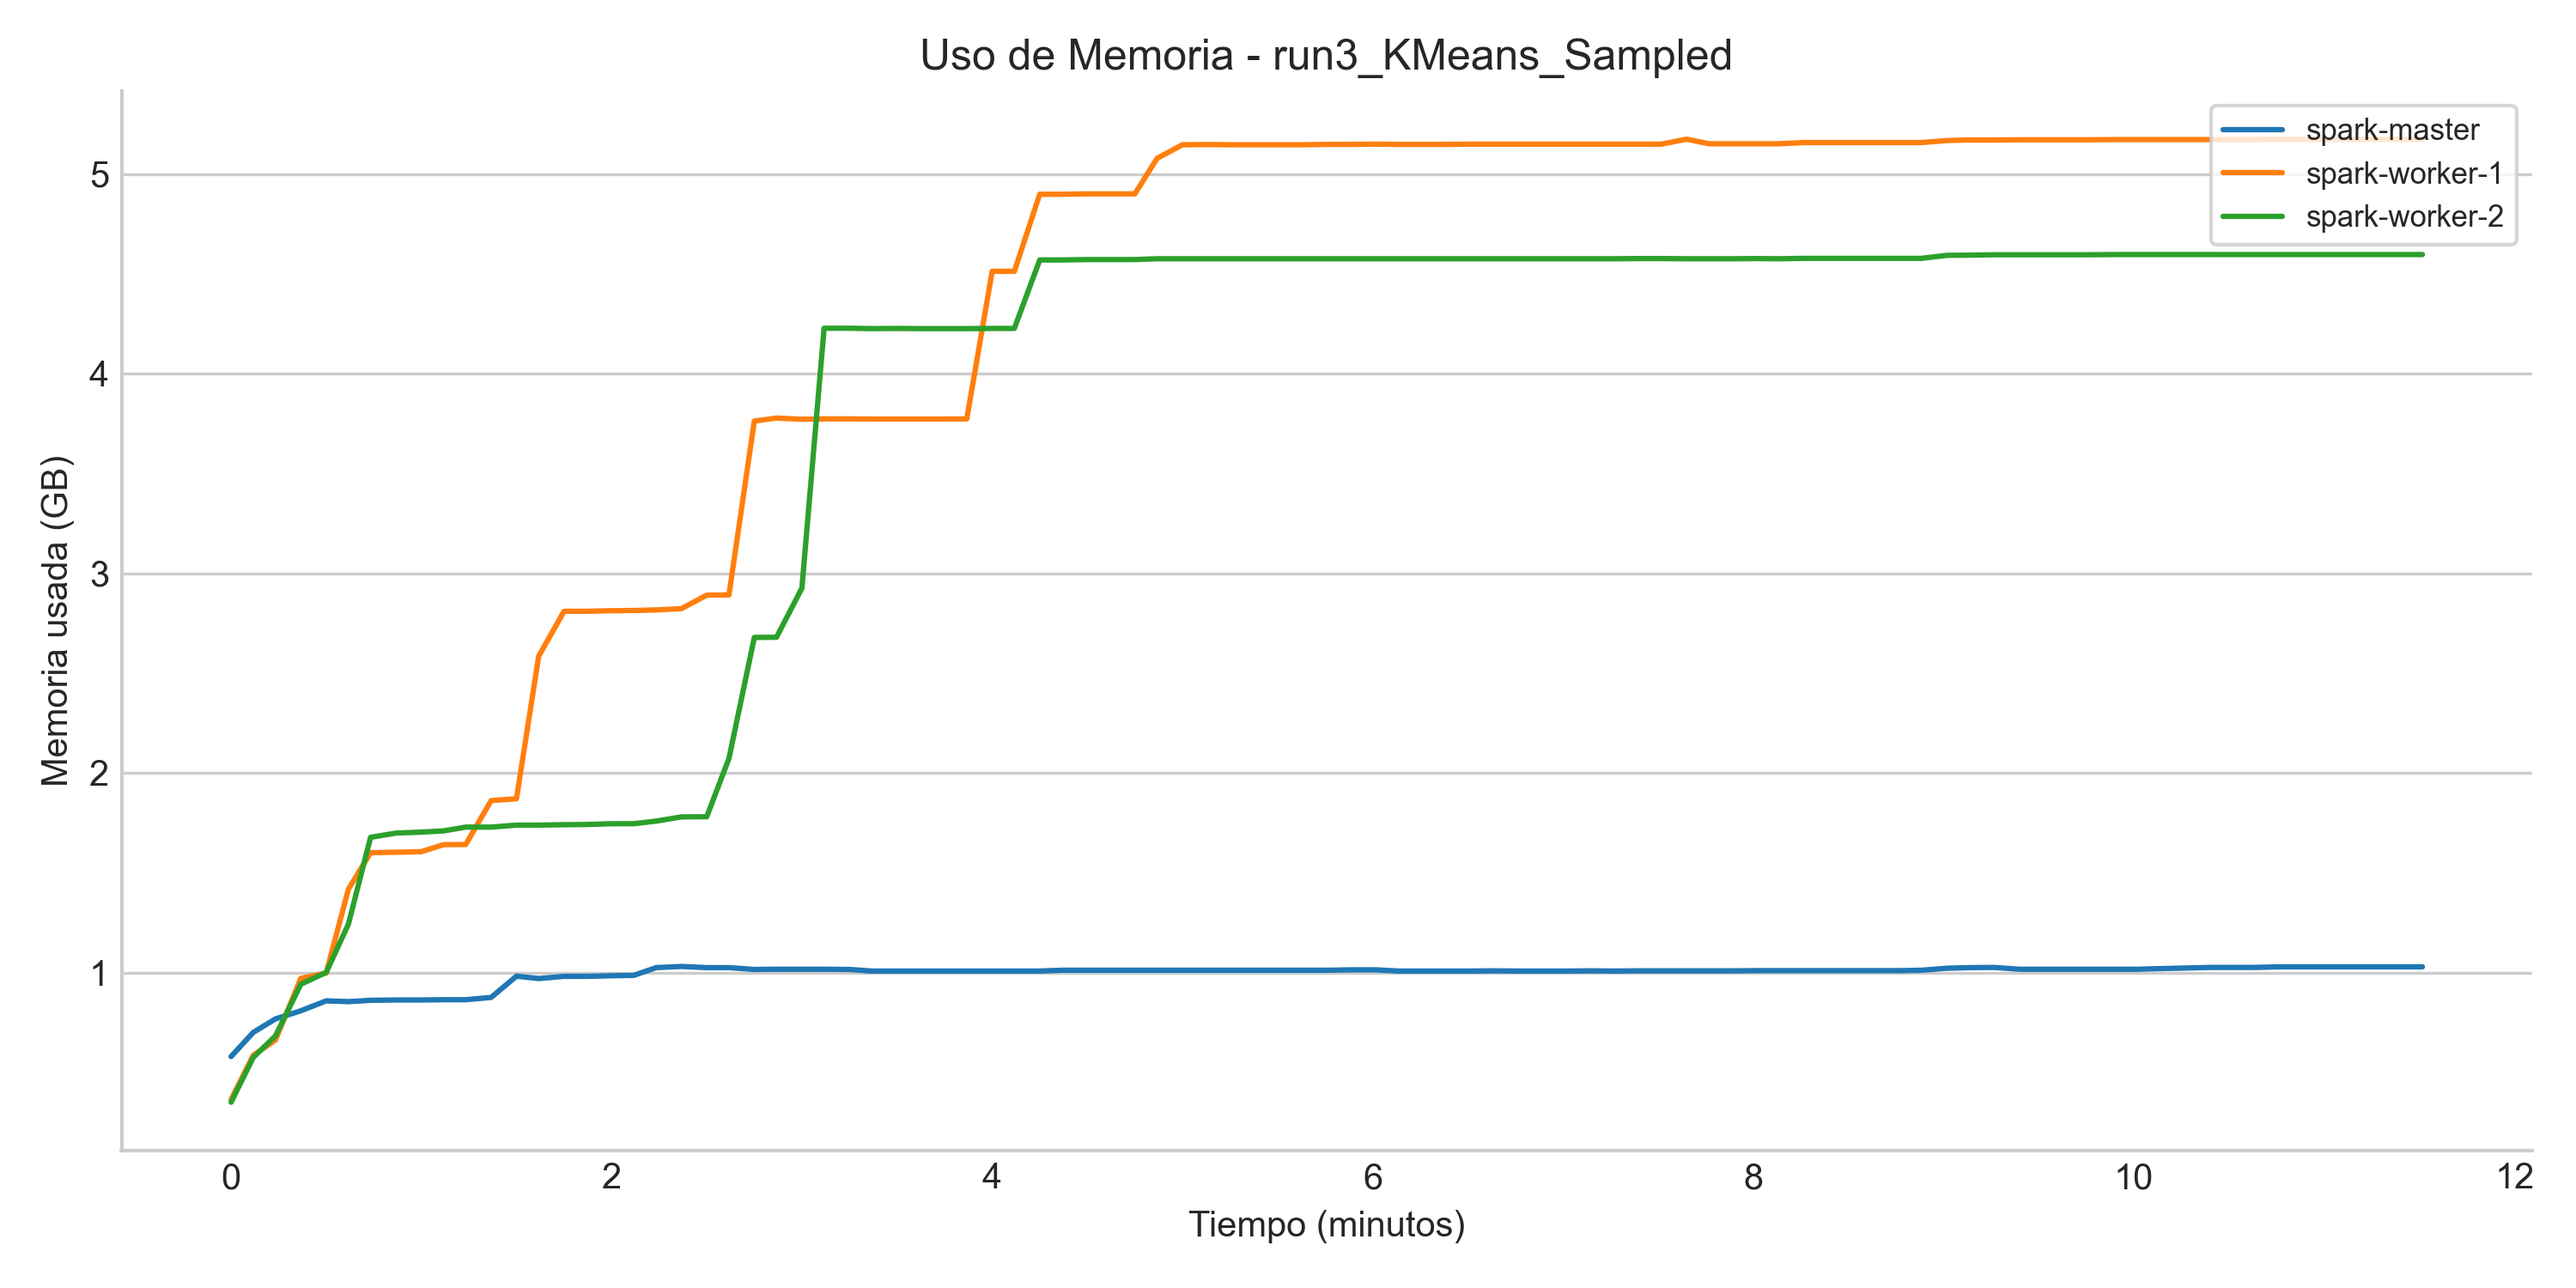 Uso de Memoria - run3_KMeans_Sampled
spark-master
spark-worker-1
spark-worker-2
Memoria usada (GB)
5
4
3
2
1
0 2 4 6 8 10 12
Tiempo (minutos)